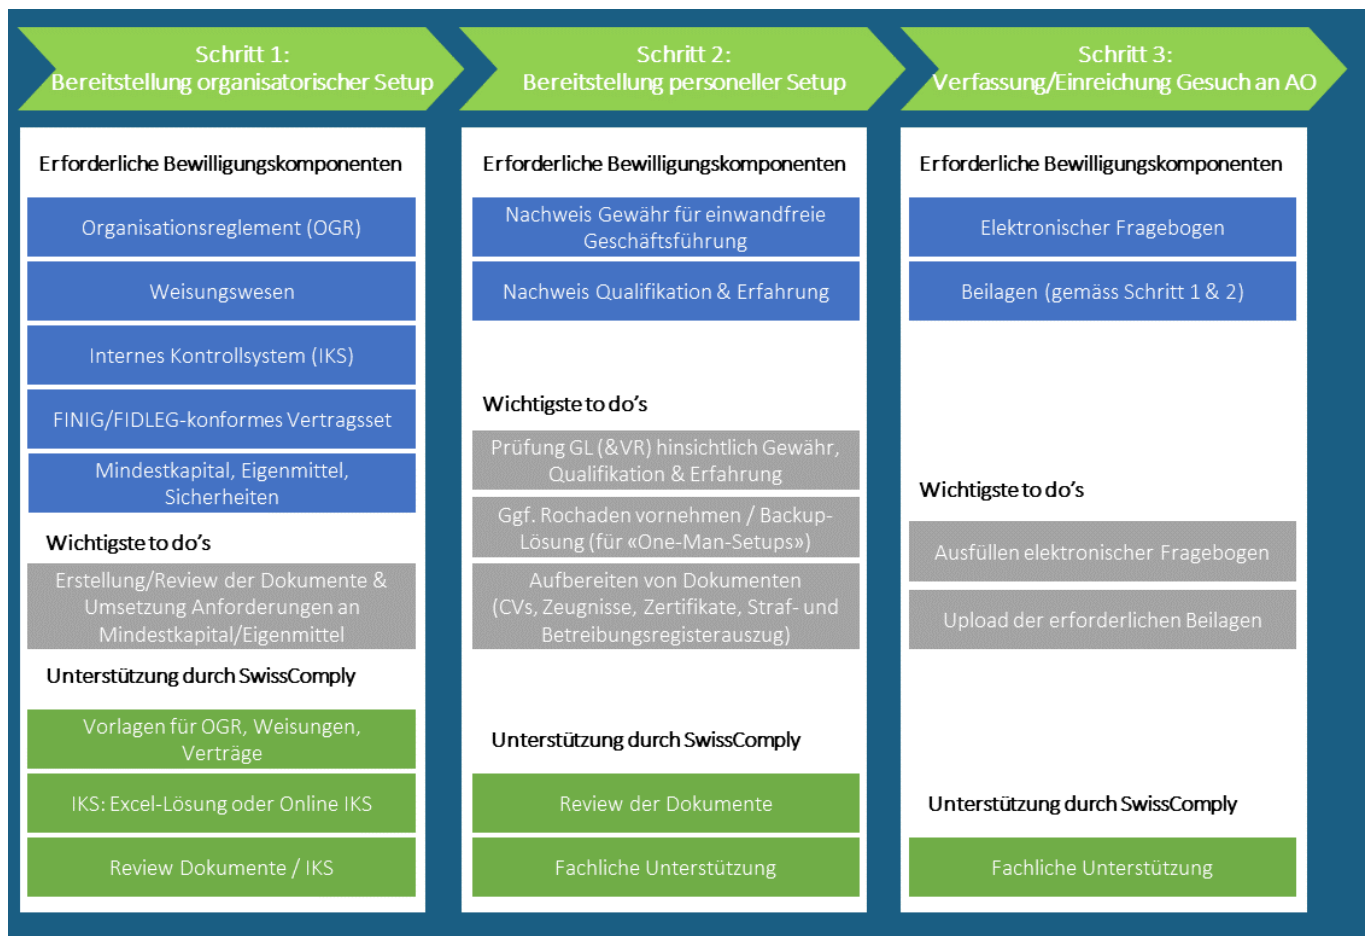 Schritt 1:
Bereitstellung organisatorischer Setup
Erforderliche Bewilligungskomponenten
Organisationsreglement (OGR)
Weisungswesen
Internes Kontrollsystem (IKS)
FINIG/FIDLEG-konformes Vertragsset
Mindestkapital, Eigenmittel,
Sicherheiten
Wichtigste to do's
Erstellung/Review der Dokumente &
Umsetzung Anforderungen an
Mindestkapital/Eigenmittel
Unterstützung durch SwissComply
Vorlagen für OGR, Weisungen,
Verträge
IKS: Excel-Lösung oder Online IKS
Review Dokumente / IKS
Schritt 2:
Bereitstellung personeller Setup
Erforderliche Bewilligungskomponenten
Nachweis Gewähr für einwandfreie
Geschäftsführung
Nachweis Qualifikation & Erfahrung
Wichtigste to do's
Prüfung GL (&VR) hinsichtlich Gewähr,
Qualifikation & Erfahrung
Ggf. Rochaden vornehmen / Backup-
Lösung (für «One-Man-Setups»)
Aufbereiten von Dokumenten
(CVs, Zeugnisse, Zertifikate, Straf- und
Betreibungsregisterauszug)
Unterstützung durch SwissComply
Review der Dokumente
Fachliche Unterstützung
Schritt 3:
Verfassung/Einreichung Gesuch an AO
Erforderliche Bewilligungskomponenten
Elektronischer Fragebogen
Beilagen (gemäss Schritt 1 & 2)
Wichtigste to do's
Ausfüllen elektronischer Fragebogen
Upload der erforderlichen Beilagen
Unterstützung durch SwissComply
Fachliche Unterstützung